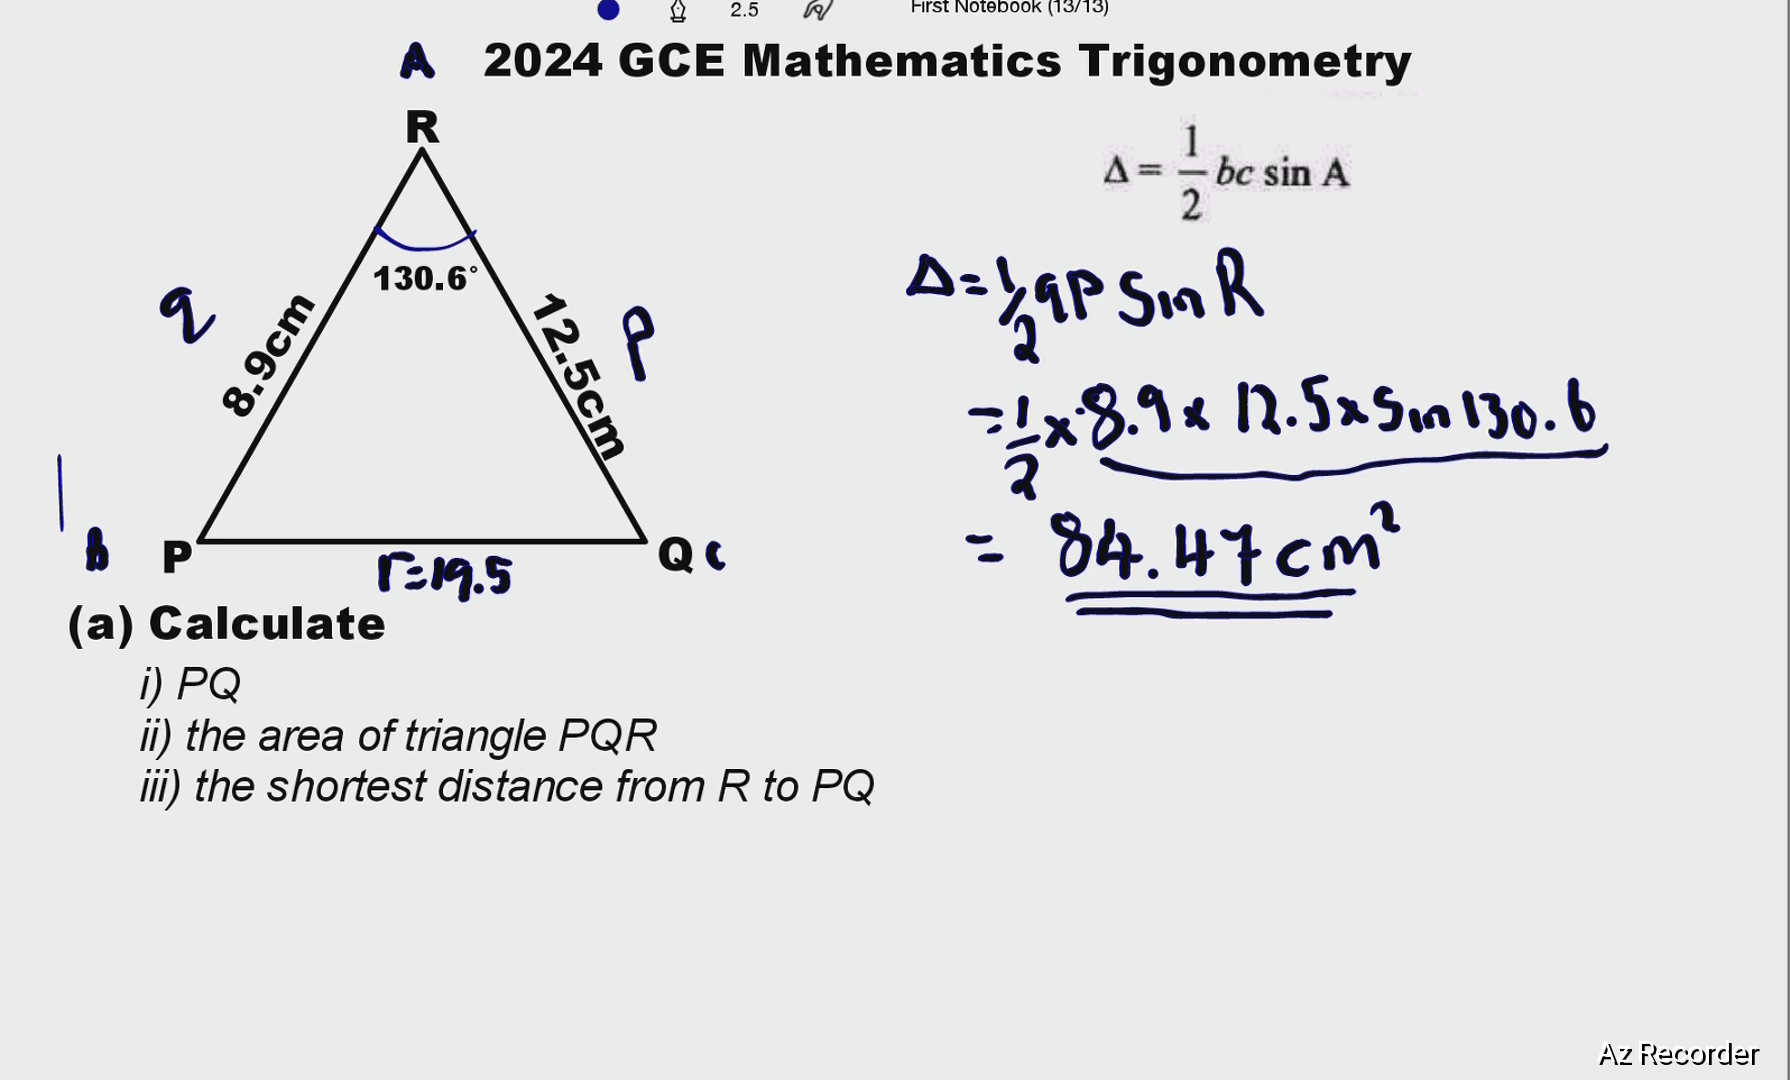 2.5 First Notebook (13/13)
A 2024 GCE Mathematics Trigonometry
R
Δ = 1/2 bc sin A
130.6°
q
8.9cm
12.5cm
P
Δ = 1/2 qp Sin R
= 1/2 × 8.9 × 12.5 × Sin 130.6
= 84.47cm²
B P
r=19.5
Q C
(a) Calculate
i) PQ
ii) the area of triangle PQR
iii) the shortest distance from R to PQ
Az Recorder